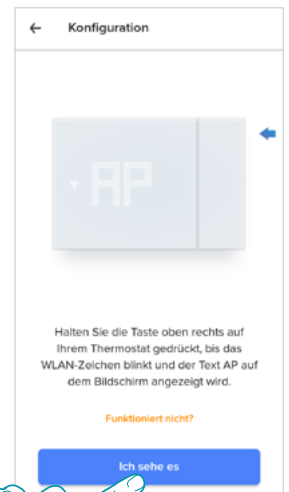 Konfiguration
AP
Halten Sie die Taste oben rechts auf
Ihrem Thermostat gedrückt, bis das
WLAN-Zeichen blinkt und der Text AP auf
dem Bildschirm angezeigt wird.
Funktioniert nicht?
Ich sehe es